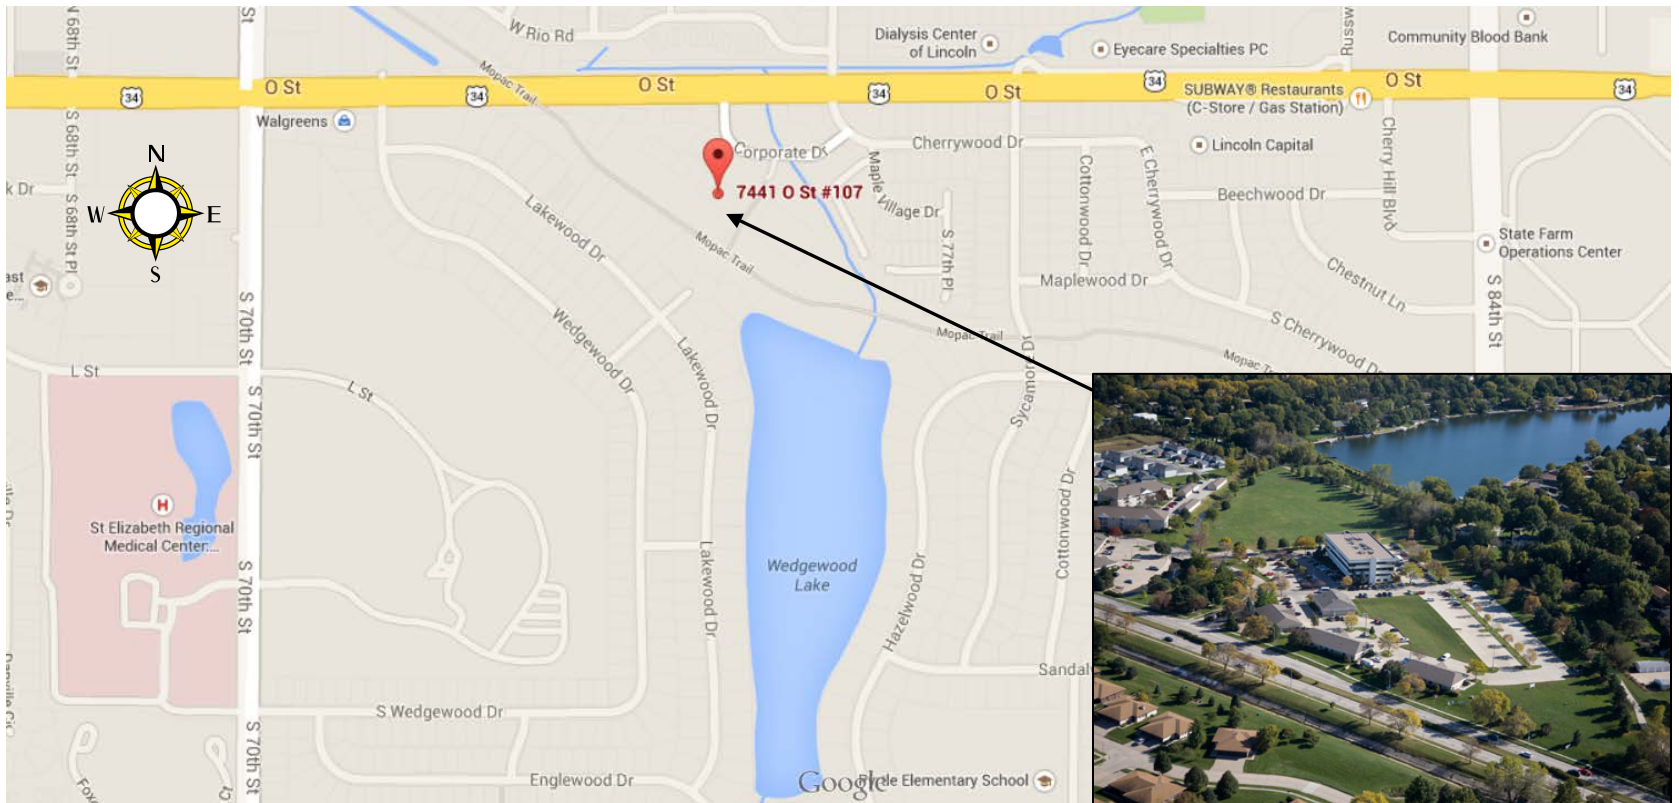 N 68th St
St
W Rio Rd
Dialysis Center
of Lincoln
Eyecare Specialties PC
Community Blood Bank
Mopac Trail
34
O St
34
O St
34
O St
34
O St
34
SUBWAY® Restaurants
(C-Store / Gas Station)
Walgreens
S 68th St
Corporate Dr
Cherrywood Dr
Lincoln Capital
N
W
E
S
k Dr
7441 O St #107
Maple Village Dr
Cottonwood Dr
E Cherrywood Dr
Beechwood Dr
Cherry Hill Blvd
S 68th St Pl
Lakewood Dr
Mopac Trail
S 77th Pl
State Farm
Operations Center
ast
e...
Maplewood Dr
Chestnut Ln
S 84th St
S 70th St
Wedgewood Dr
Mopac Trail
S Cherrywood Dr
Mopac Tr
L St
L St
Lakewood Dr
Sycamore Dr
S 70th St
H
St Elizabeth Regional
Medical Center...
Cottonwood Dr
Wedgewood
Lake
Lakewood Dr
Hazelwood Dr
S 70th St
Sandal
S Wedgewood Dr
S 70th St
Englewood Dr
Google
Pyrtle Elementary School